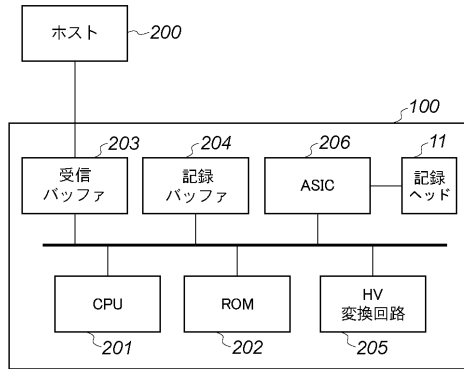 ホスト
200
100
203
204
206
11
受信
バッファ
記録
バッファ
ASIC
記録
ヘッド
CPU
ROM
HV
変換回路
201
202
205